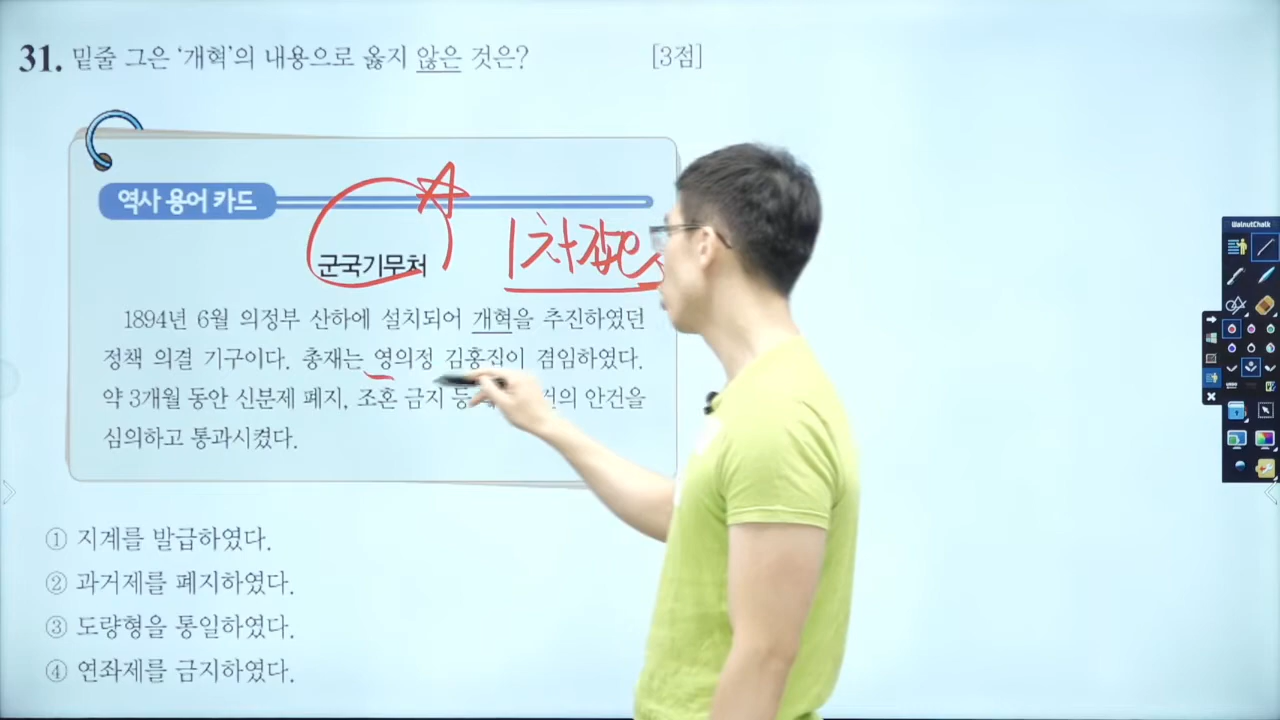 31. 밑줄 그은 ‘개혁’의 내용으로 옳지 않은 것은? [3점]
역사 용어 카드
군국기무처
1차갑오
1894년 6월 의정부 산하에 설치되어 개혁을 추진하였던
정책 의결 기구이다. 총재는 영의정 김홍집이 겸임하였다.
약 3개월 동안 신분제 폐지, 조혼 금지 등 건의 안건을
심의하고 통과시켰다.
① 지계를 발급하였다.
② 과거제를 폐지하였다.
③ 도량형을 통일하였다.
④ 연좌제를 금지하였다.
WalnutChalk